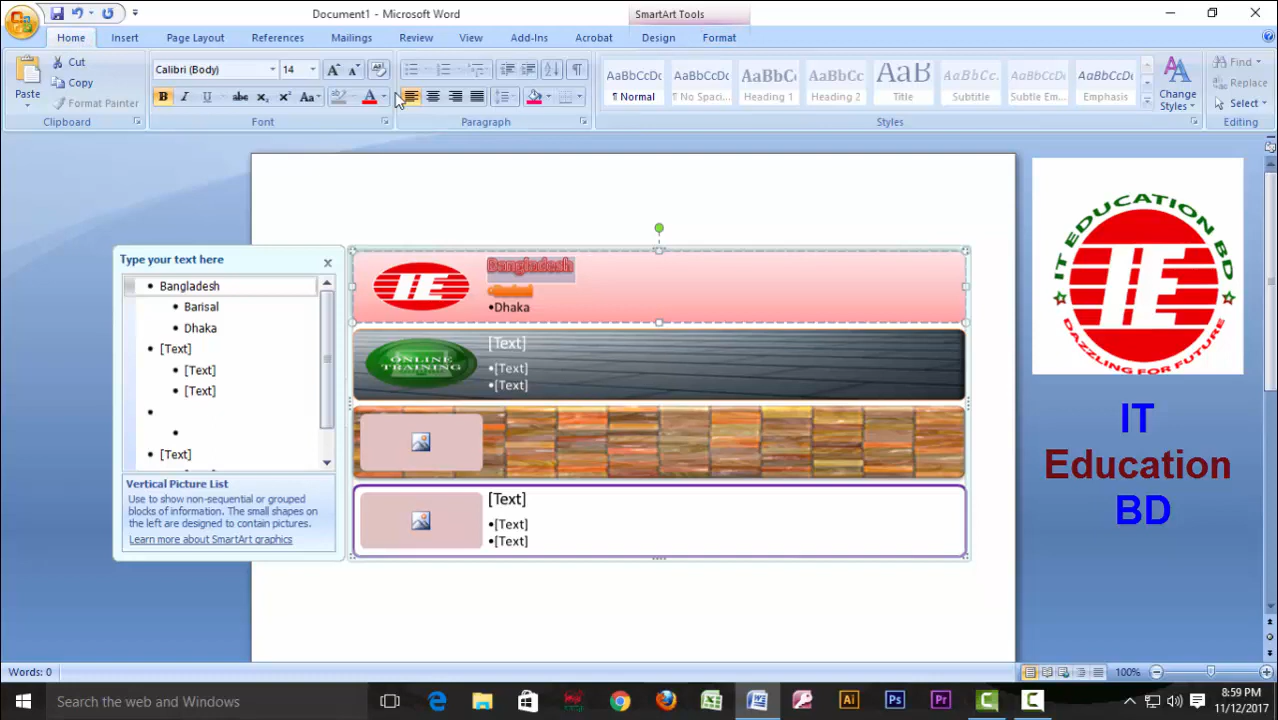 Document1 - Microsoft Word
SmartArt Tools
Home Insert Page Layout References Mailings Review View Add-Ins Acrobat Design Format
Paste
Cut
Copy
Format Painter
Clipboard
Calibri (Body) 14
Font
Paragraph
AaBbCcDc AaBbCcDc AaBbC AaBbCc AaB AaBbCc AaBbCcDt AaBbCcD
¶ Normal ¶ No Spaci... Heading 1 Heading 2 Title Subtitle Subtle Em... Emphasis
Styles
Change Styles
Find
Replace
Select
Editing
Type your text here
Bangladesh
Barisal
Dhaka
[Text]
[Text]
[Text]
[Text]
Vertical Picture List
Use to show non-sequential or grouped
blocks of information. The small shapes on
the left are designed to contain pictures.
Learn more about SmartArt graphics
IE
Bangladesh
•Barisal
•Dhaka
ONLINE
TRAINING
[Text]
•[Text]
•[Text]
[Text]
•[Text]
•[Text]
IT EDUCATION BD
IE
DAZZLING FOR FUTURE
IT
Education
BD
Words: 0
100%
Search the web and Windows
8:59 PM
11/12/2017